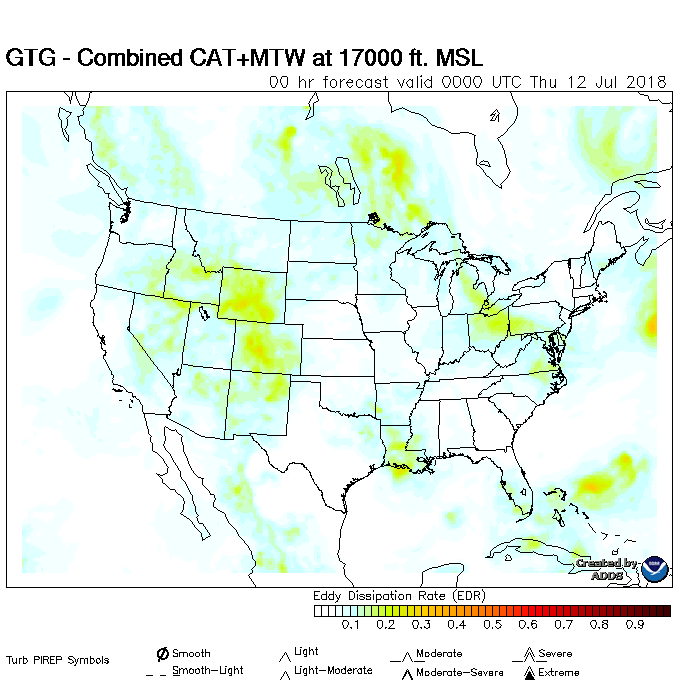 GTG - Combined CAT+MTW at 17000 ft. MSL
00 hr forecast valid 0000 UTC Thu 12 Jul 2018
Created by
ADDS
Eddy Dissipation Rate (EDR)
0.1 0.2 0.3 0.4 0.5 0.6 0.7 0.8 0.9
Turb PIREP Symbols
Smooth Light Moderate Severe
Smooth-Light Light-Moderate Moderate-Severe Extreme